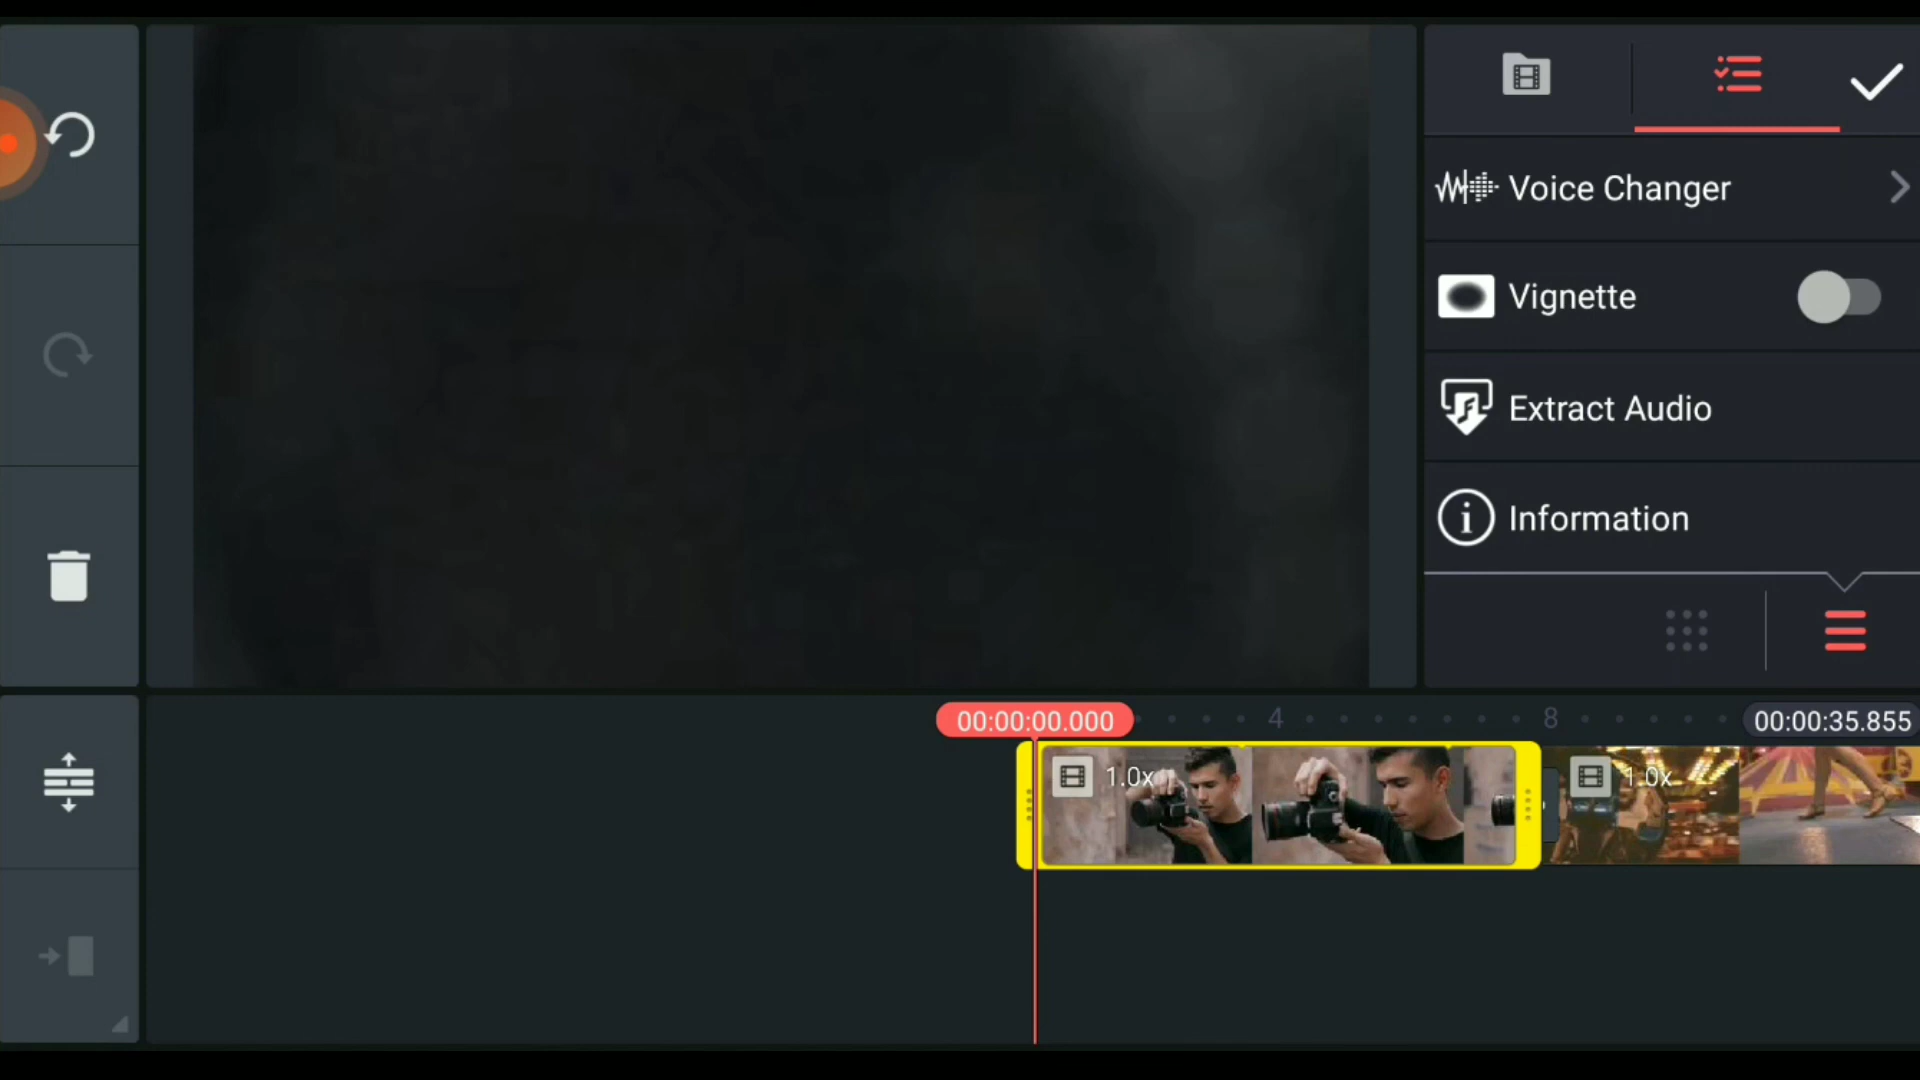 Voice Changer
Vignette
Extract Audio
Information
00:00:00.000
4
8
00:00:35.855
1.0x
1.0x